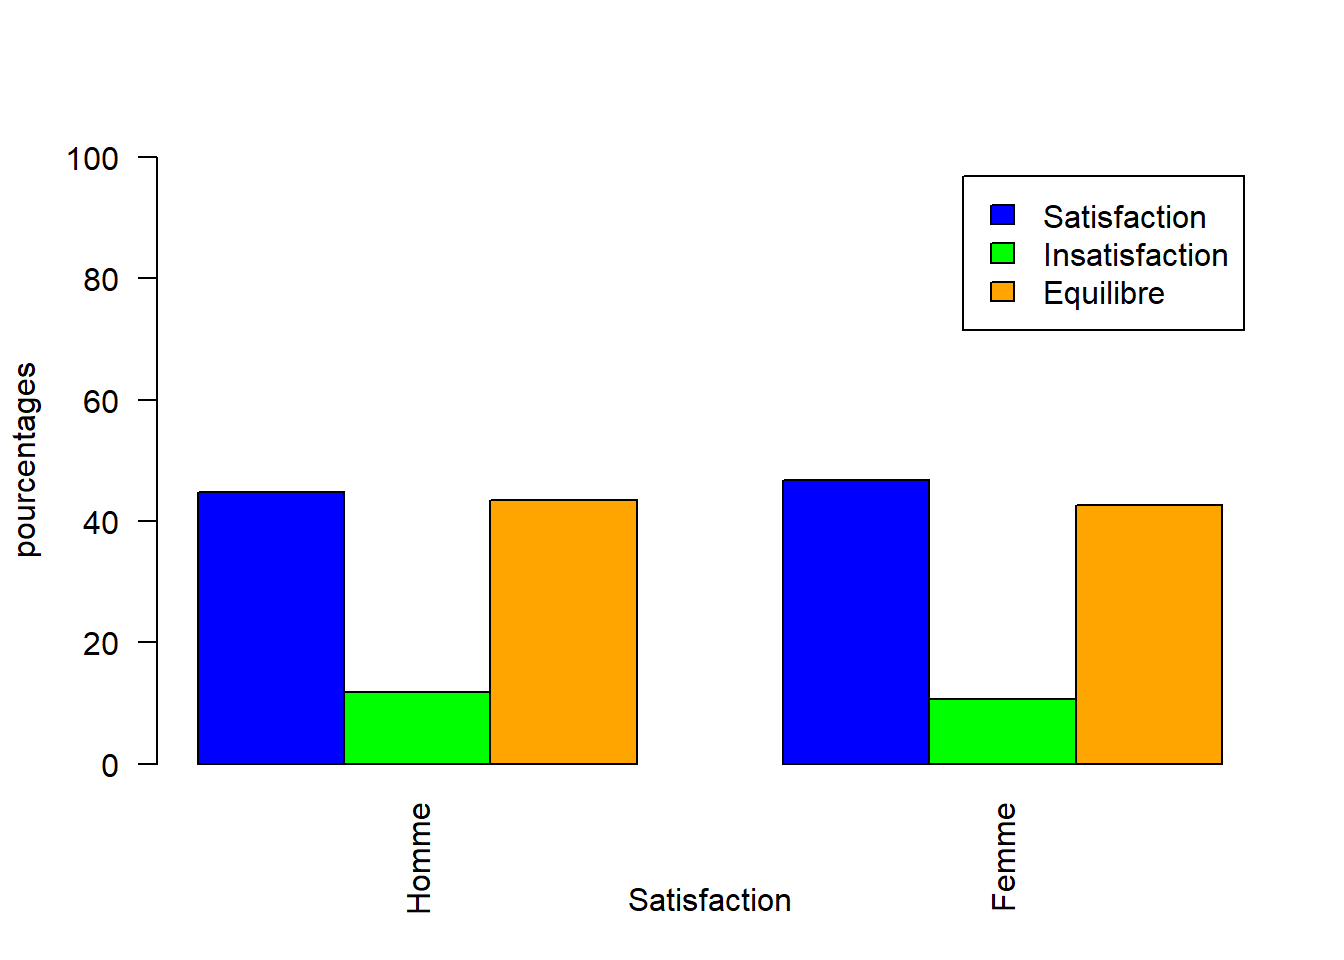 100
80
60
40
20
0
pourcentages
Satisfaction
Insatisfaction
Equilibre
Homme
Femme
Satisfaction